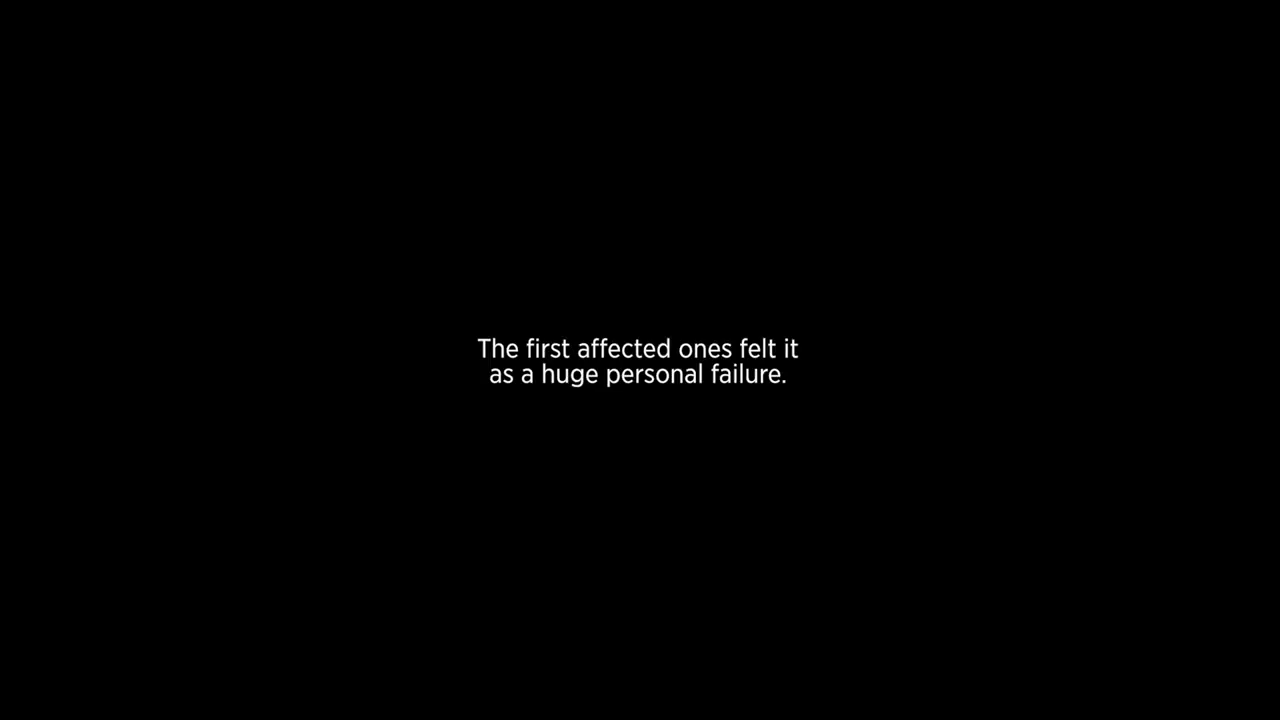 The first affected ones felt it
as a huge personal failure.